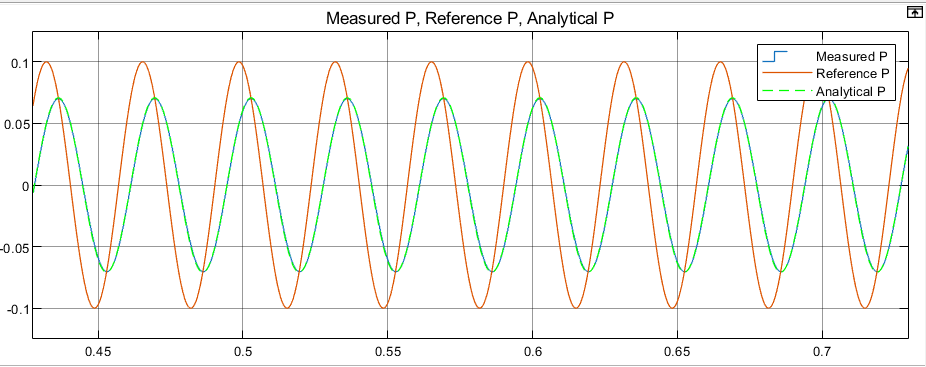 Measured P, Reference P, Analytical P
Measured P
Reference P
Analytical P
0.1
0.05
0
-0.05
-0.1
0.45 0.5 0.55 0.6 0.65 0.7